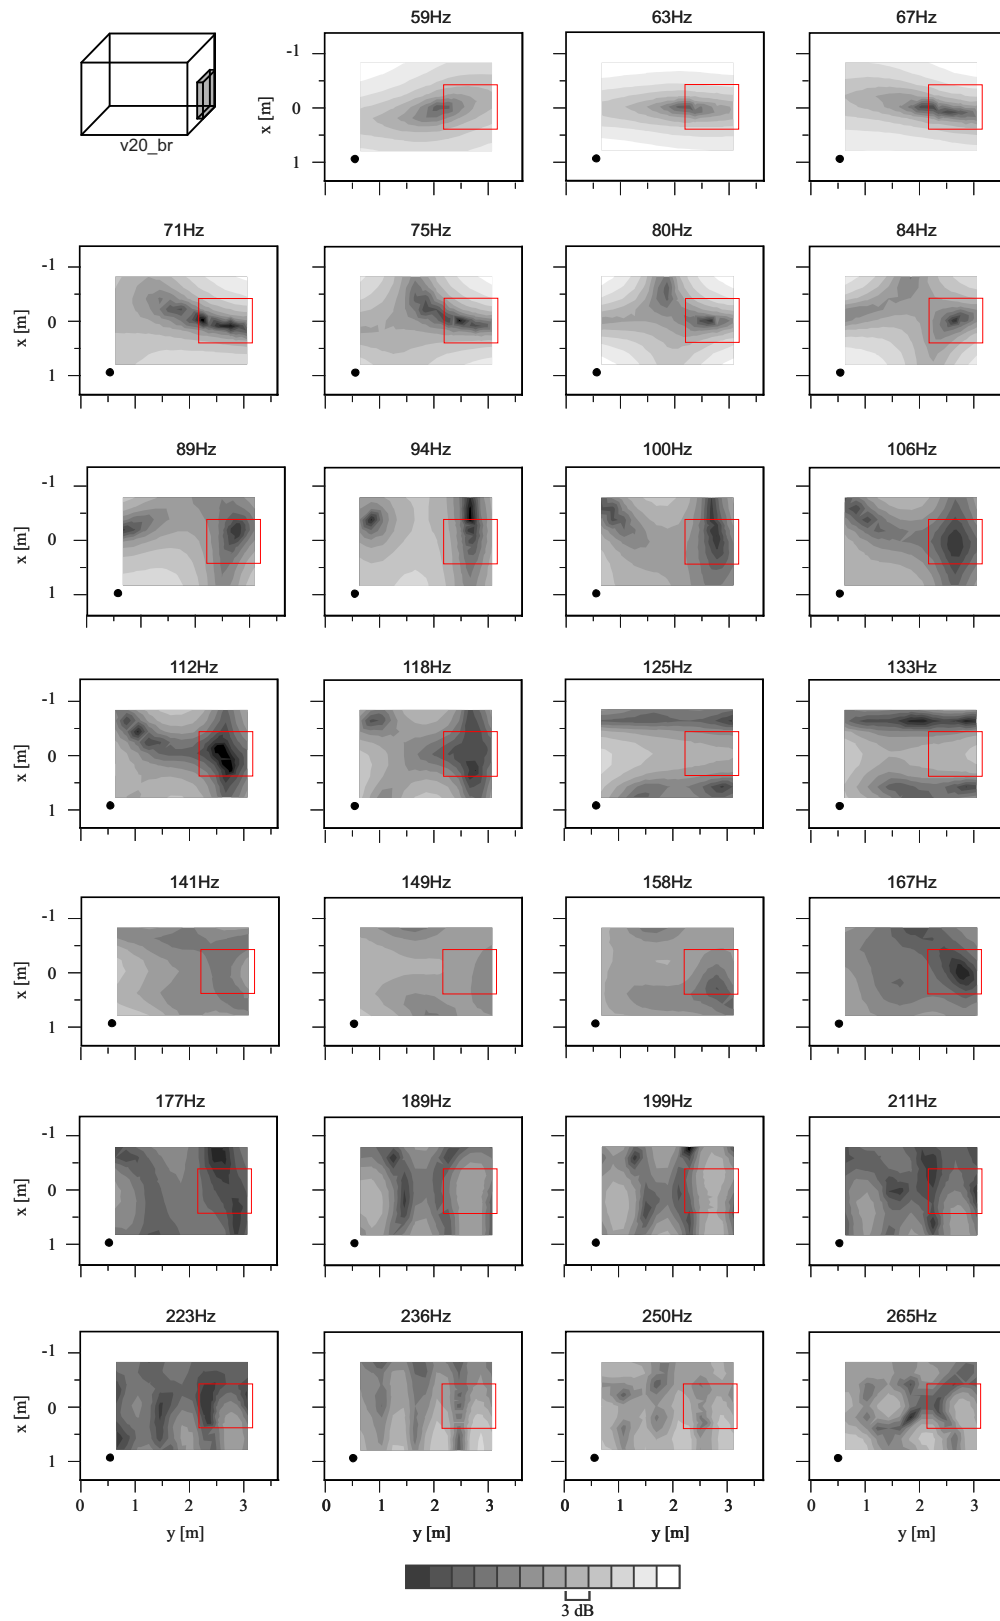 59Hz 63Hz 67Hz
-1
0
1
x [m]
v20_br
71Hz 75Hz 80Hz 84Hz
-1
0
1
x [m]
89Hz 94Hz 100Hz 106Hz
-1
0
1
x [m]
112Hz 118Hz 125Hz 133Hz
-1
0
1
x [m]
141Hz 149Hz 158Hz 167Hz
-1
0
1
x [m]
177Hz 189Hz 199Hz 211Hz
-1
0
1
x [m]
223Hz 236Hz 250Hz 265Hz
-1
0
1
x [m]
0 1 2 3 0 1 2 3 0 1 2 3 0 1 2 3
y [m] y [m] y [m] y [m]
3 dB